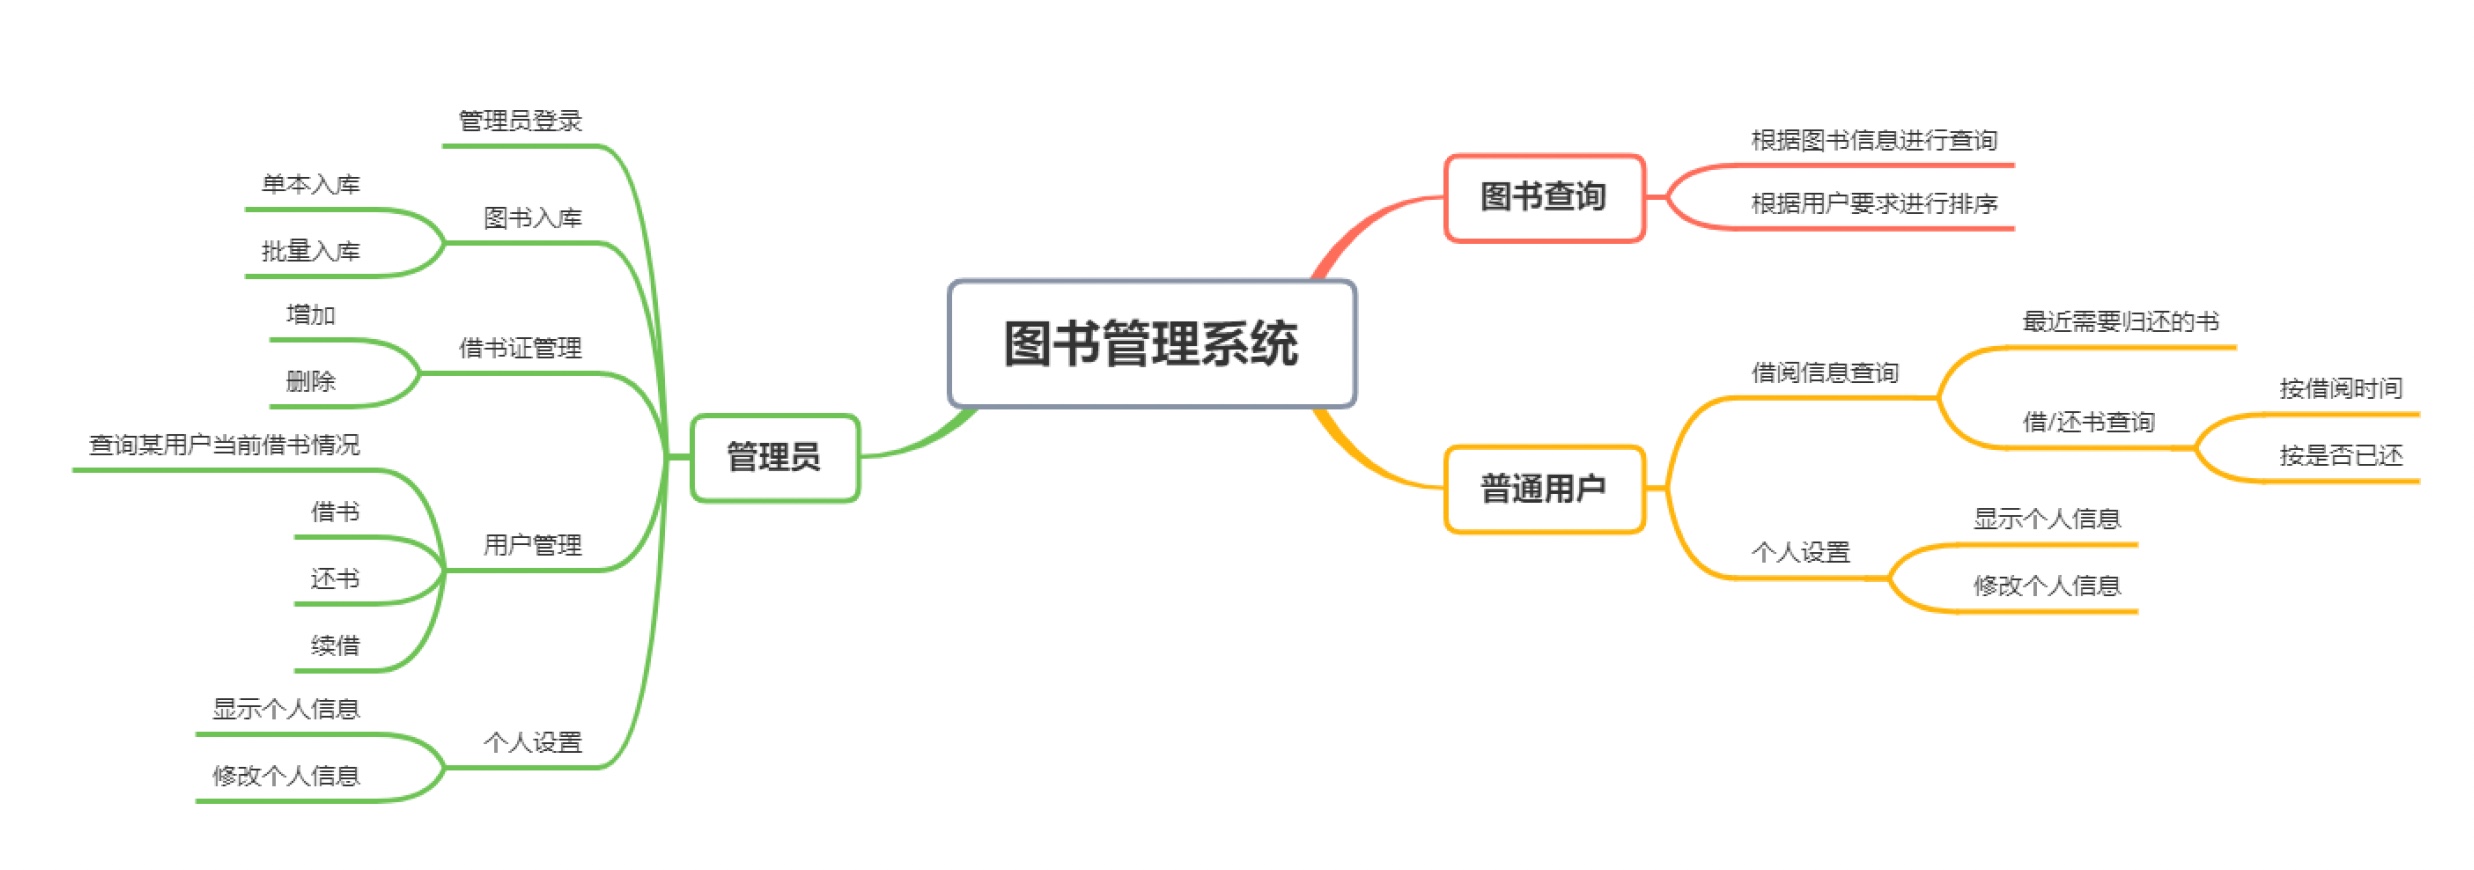 图书管理系统
图书查询
根据图书信息进行查询
根据用户要求进行排序
普通用户
借阅信息查询
最近需要归还的书
借/还书查询
按借阅时间
按是否已还
个人设置
显示个人信息
修改个人信息
管理员
管理员登录
图书入库
单本入库
批量入库
借书证管理
增加
删除
用户管理
查询某用户当前借书情况
借书
还书
续借
个人设置
显示个人信息
修改个人信息